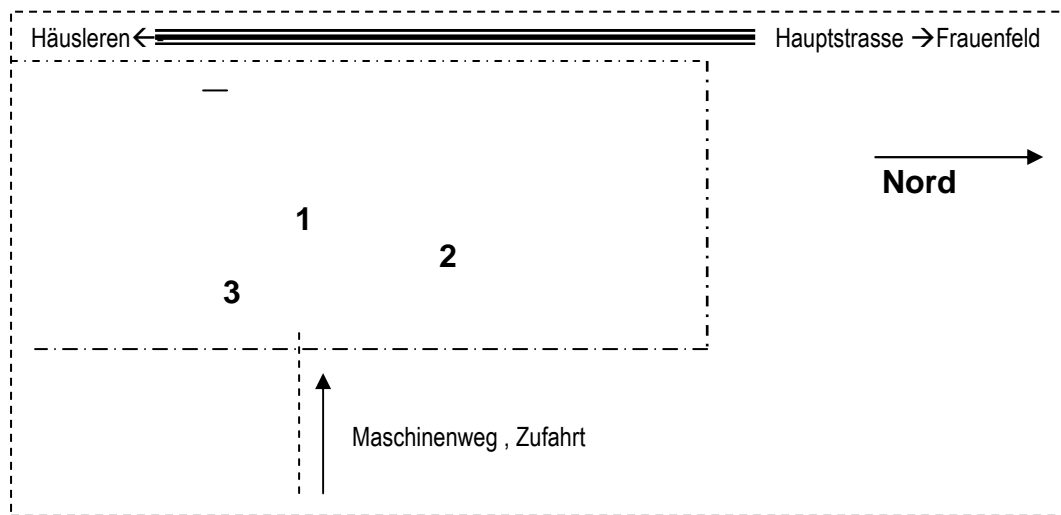 Häusleren← Hauptstrasse →Frauenfeld
Nord
1
2
3
Maschinenweg , Zufahrt